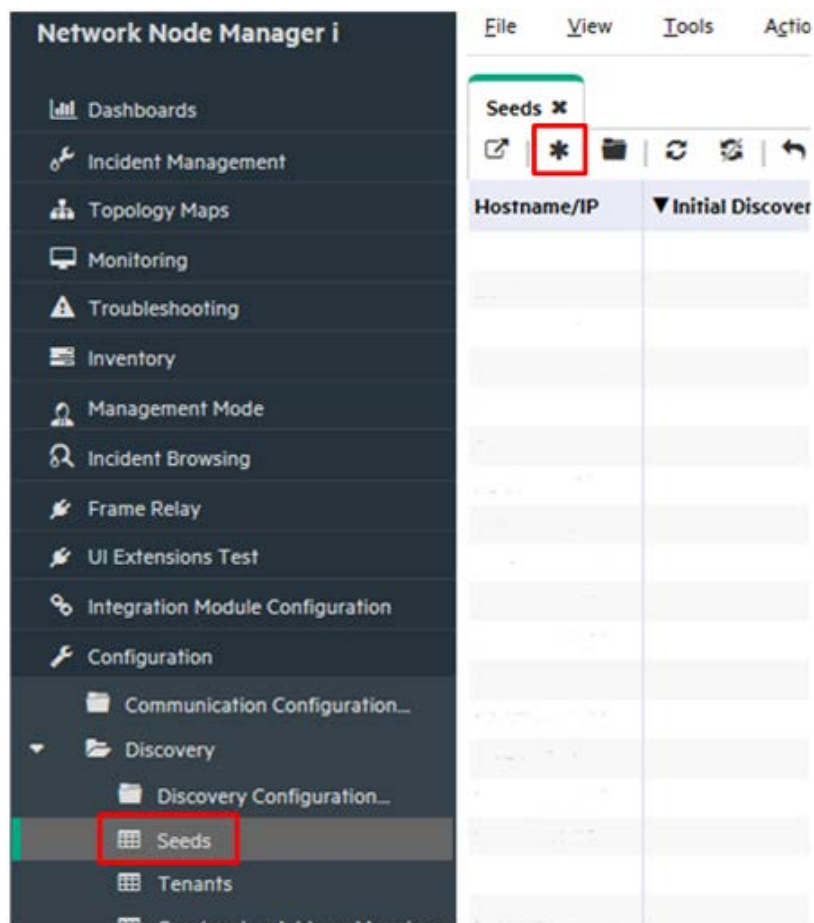 Network Node Manager i
Dashboards
Incident Management
Topology Maps
Monitoring
Troubleshooting
Inventory
Management Mode
Incident Browsing
Frame Relay
UI Extensions Test
Integration Module Configuration
Configuration
Communication Configuration...
Discovery
Discovery Configuration...
Seeds
Tenants
File View Tools Actio
Seeds
Hostname/IP Initial Discover